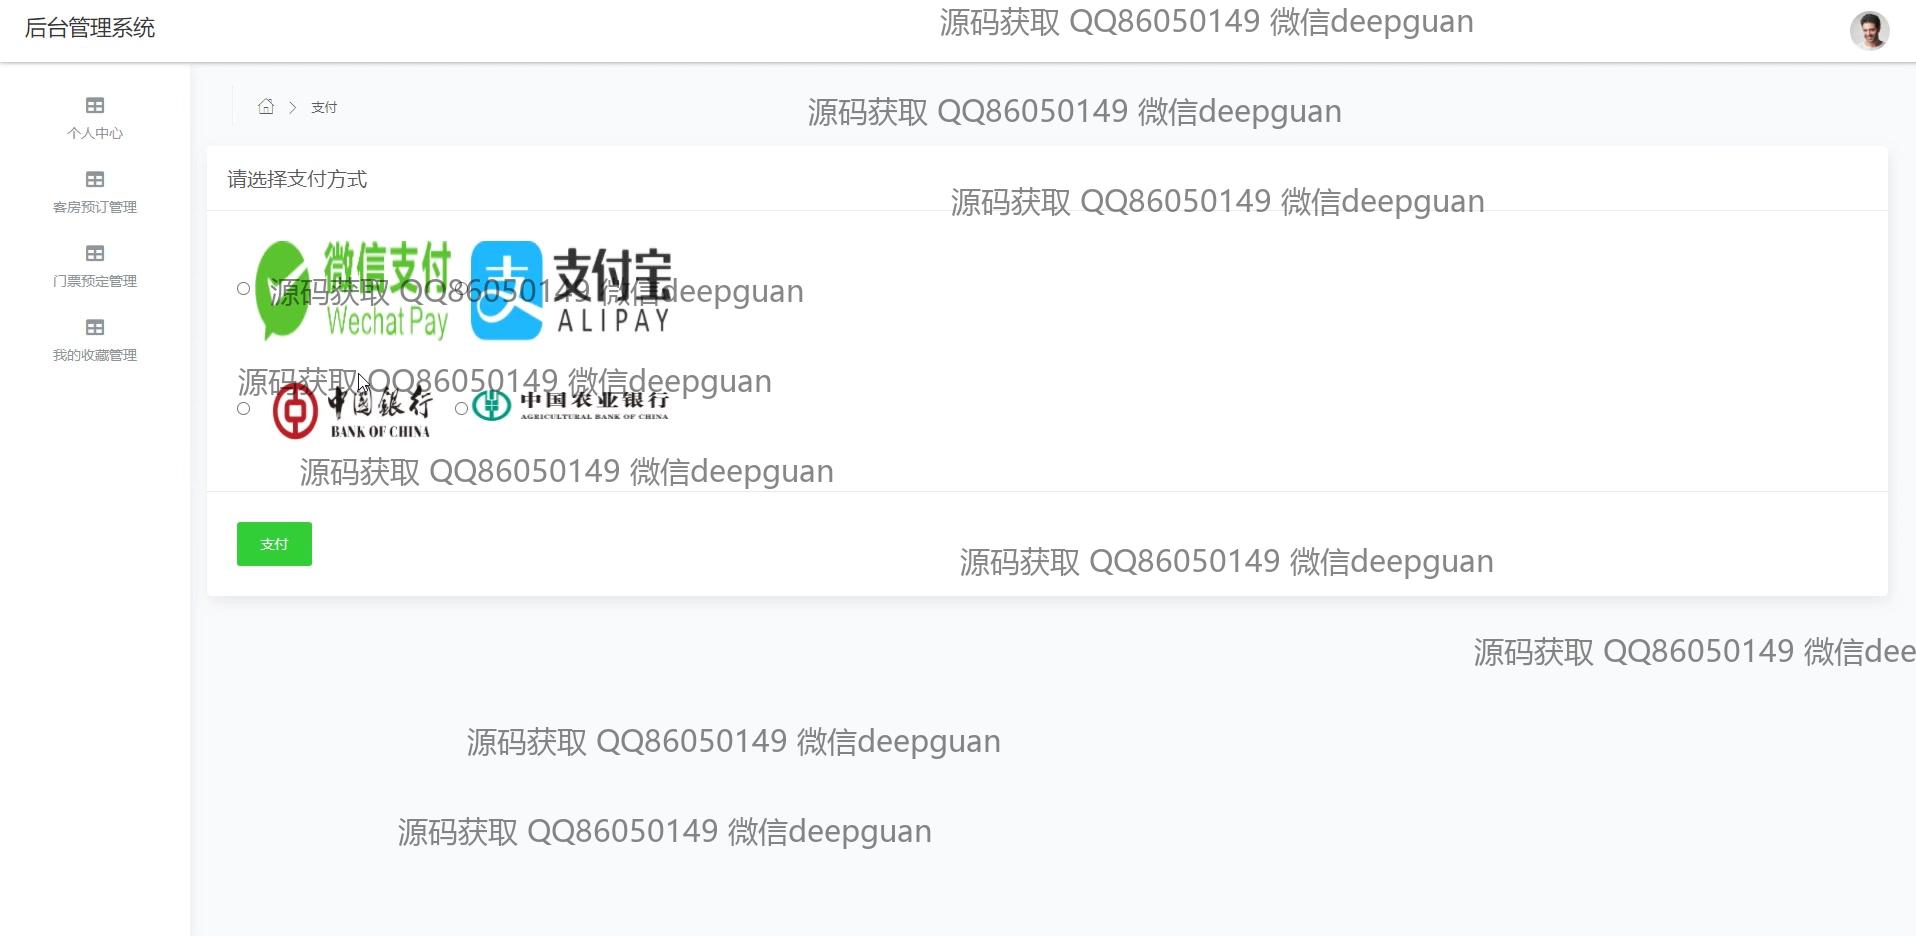 后台管理系统
源码获取 QQ86050149 微信deepguan
个人中心
客房预订管理
门票预定管理
我的收藏管理
支付
源码获取 QQ86050149 微信deepguan
请选择支付方式
源码获取 QQ86050149 微信deepguan
微信支付
Wechat Pay
支付宝
ALIPAY
源码获取 QQ86050149 微信deepguan
源码获取 QQ86050149 微信deepguan
中国银行
BANK OF CHINA
中国农业银行
AGRICULTURAL BANK OF CHINA
源码获取 QQ86050149 微信deepguan
支付
源码获取 QQ86050149 微信deepguan
源码获取 QQ86050149 微信dee
源码获取 QQ86050149 微信deepguan
源码获取 QQ86050149 微信deepguan